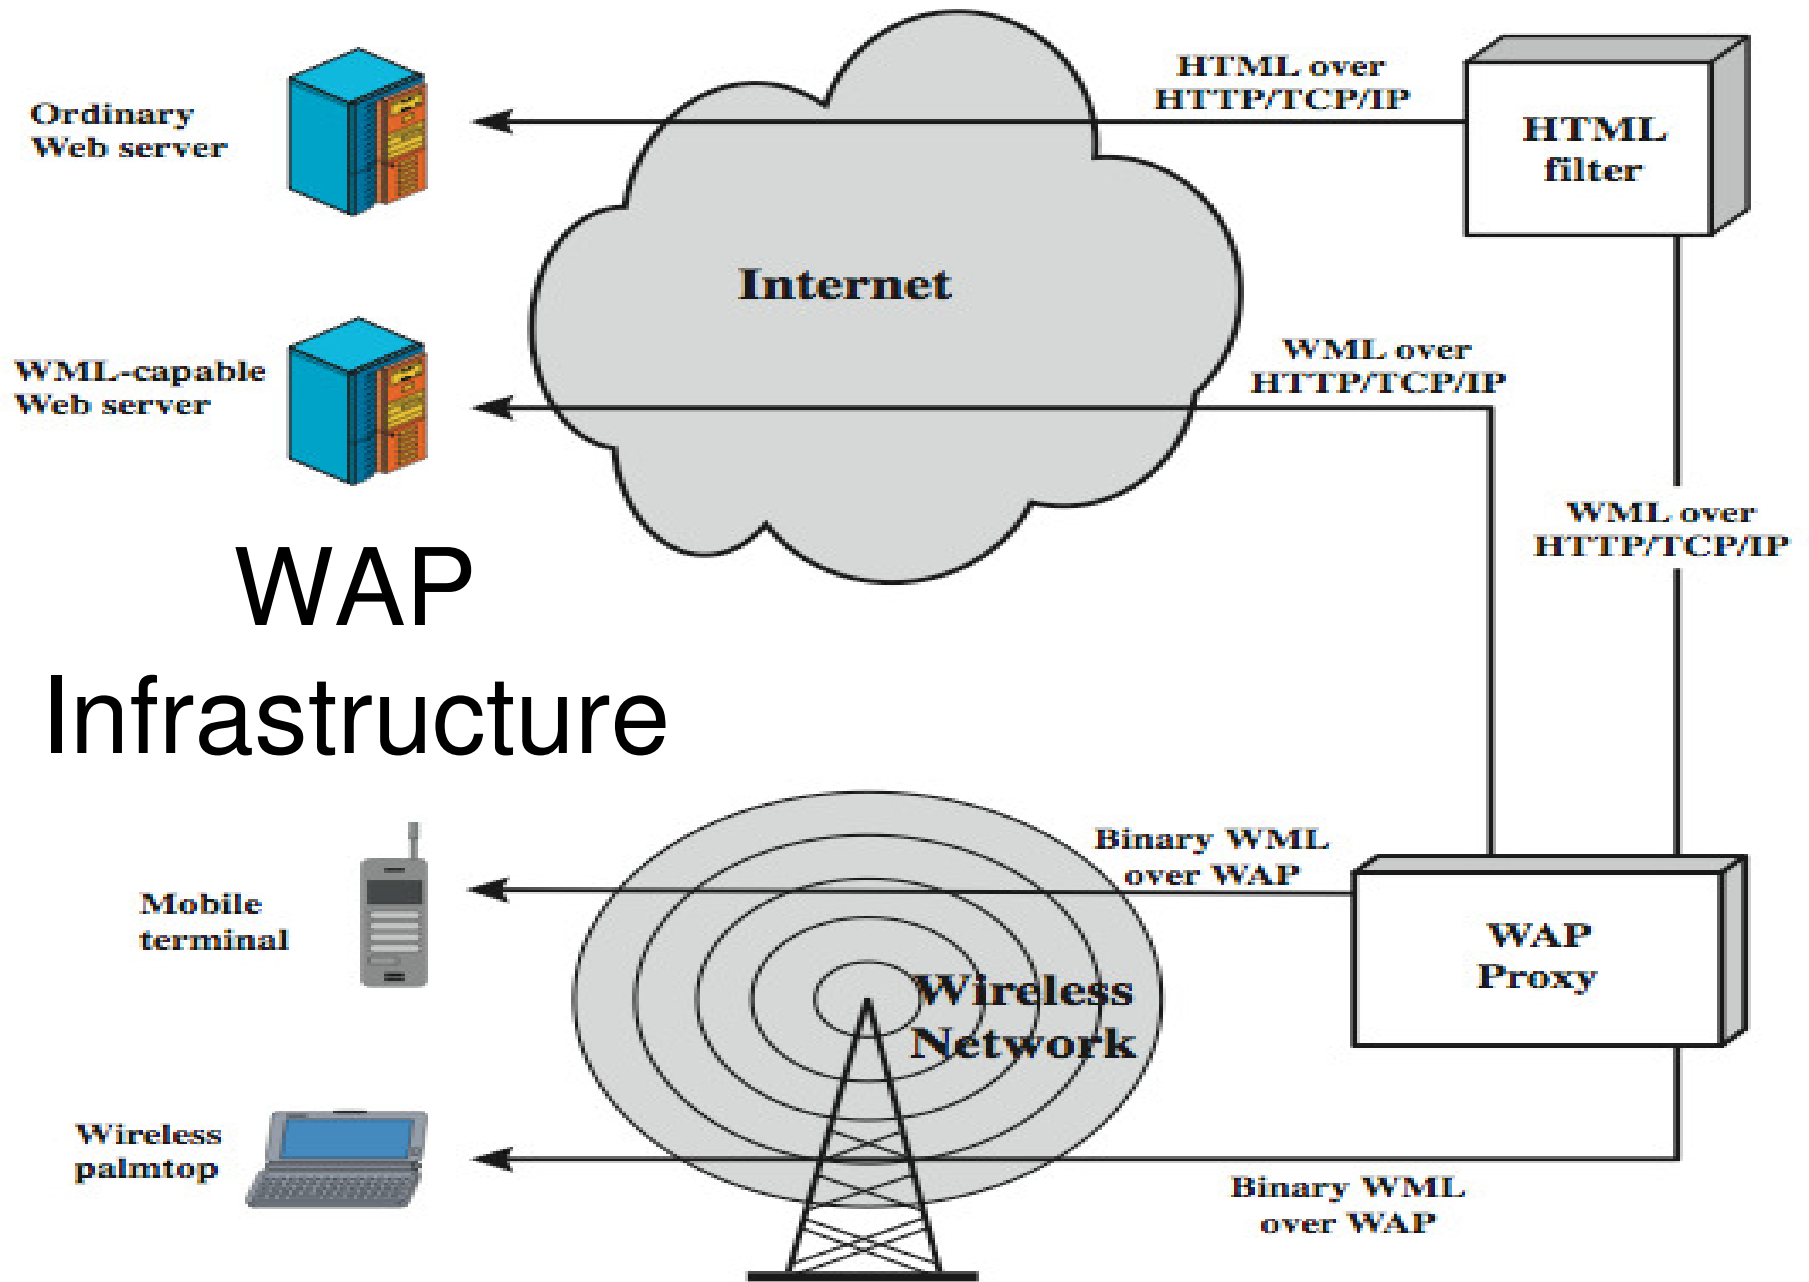 HTML over
HTTP/TCP/IP
Ordinary
Web server
HTML
filter
Internet
WML-capable
Web server
WML over
HTTP/TCP/IP
WML over
HTTP/TCP/IP
WAP
Infrastructure
Binary WML
over WAP
Mobile
terminal
WAP
Proxy
Wireless
Network
Wireless
palmtop
Binary WML
over WAP